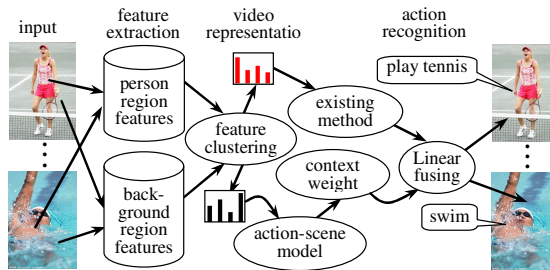 input
feature
extraction
video
representatio
action
recognition
person
region
features
back-
ground
region
features
feature
clustering
existing
method
context
weight
action-scene
model
Linear
fusing
play tennis
swim